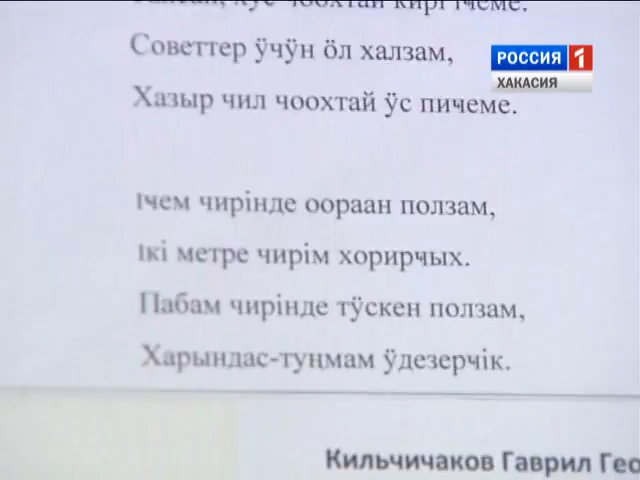 Советтер ӱчӱн ӧл халзам,
Хазыр чил чоохтай ӱс пичеме.
Ічем чирінде оораан ползам,
Ікі метре чирім хорирчых.
Пабам чирінде тӱскен ползам,
Харындас-туңмам ӱдезерчік.
Кильчичаков Гаврил Гео
РОССИЯ 1
ХАКАСИЯ